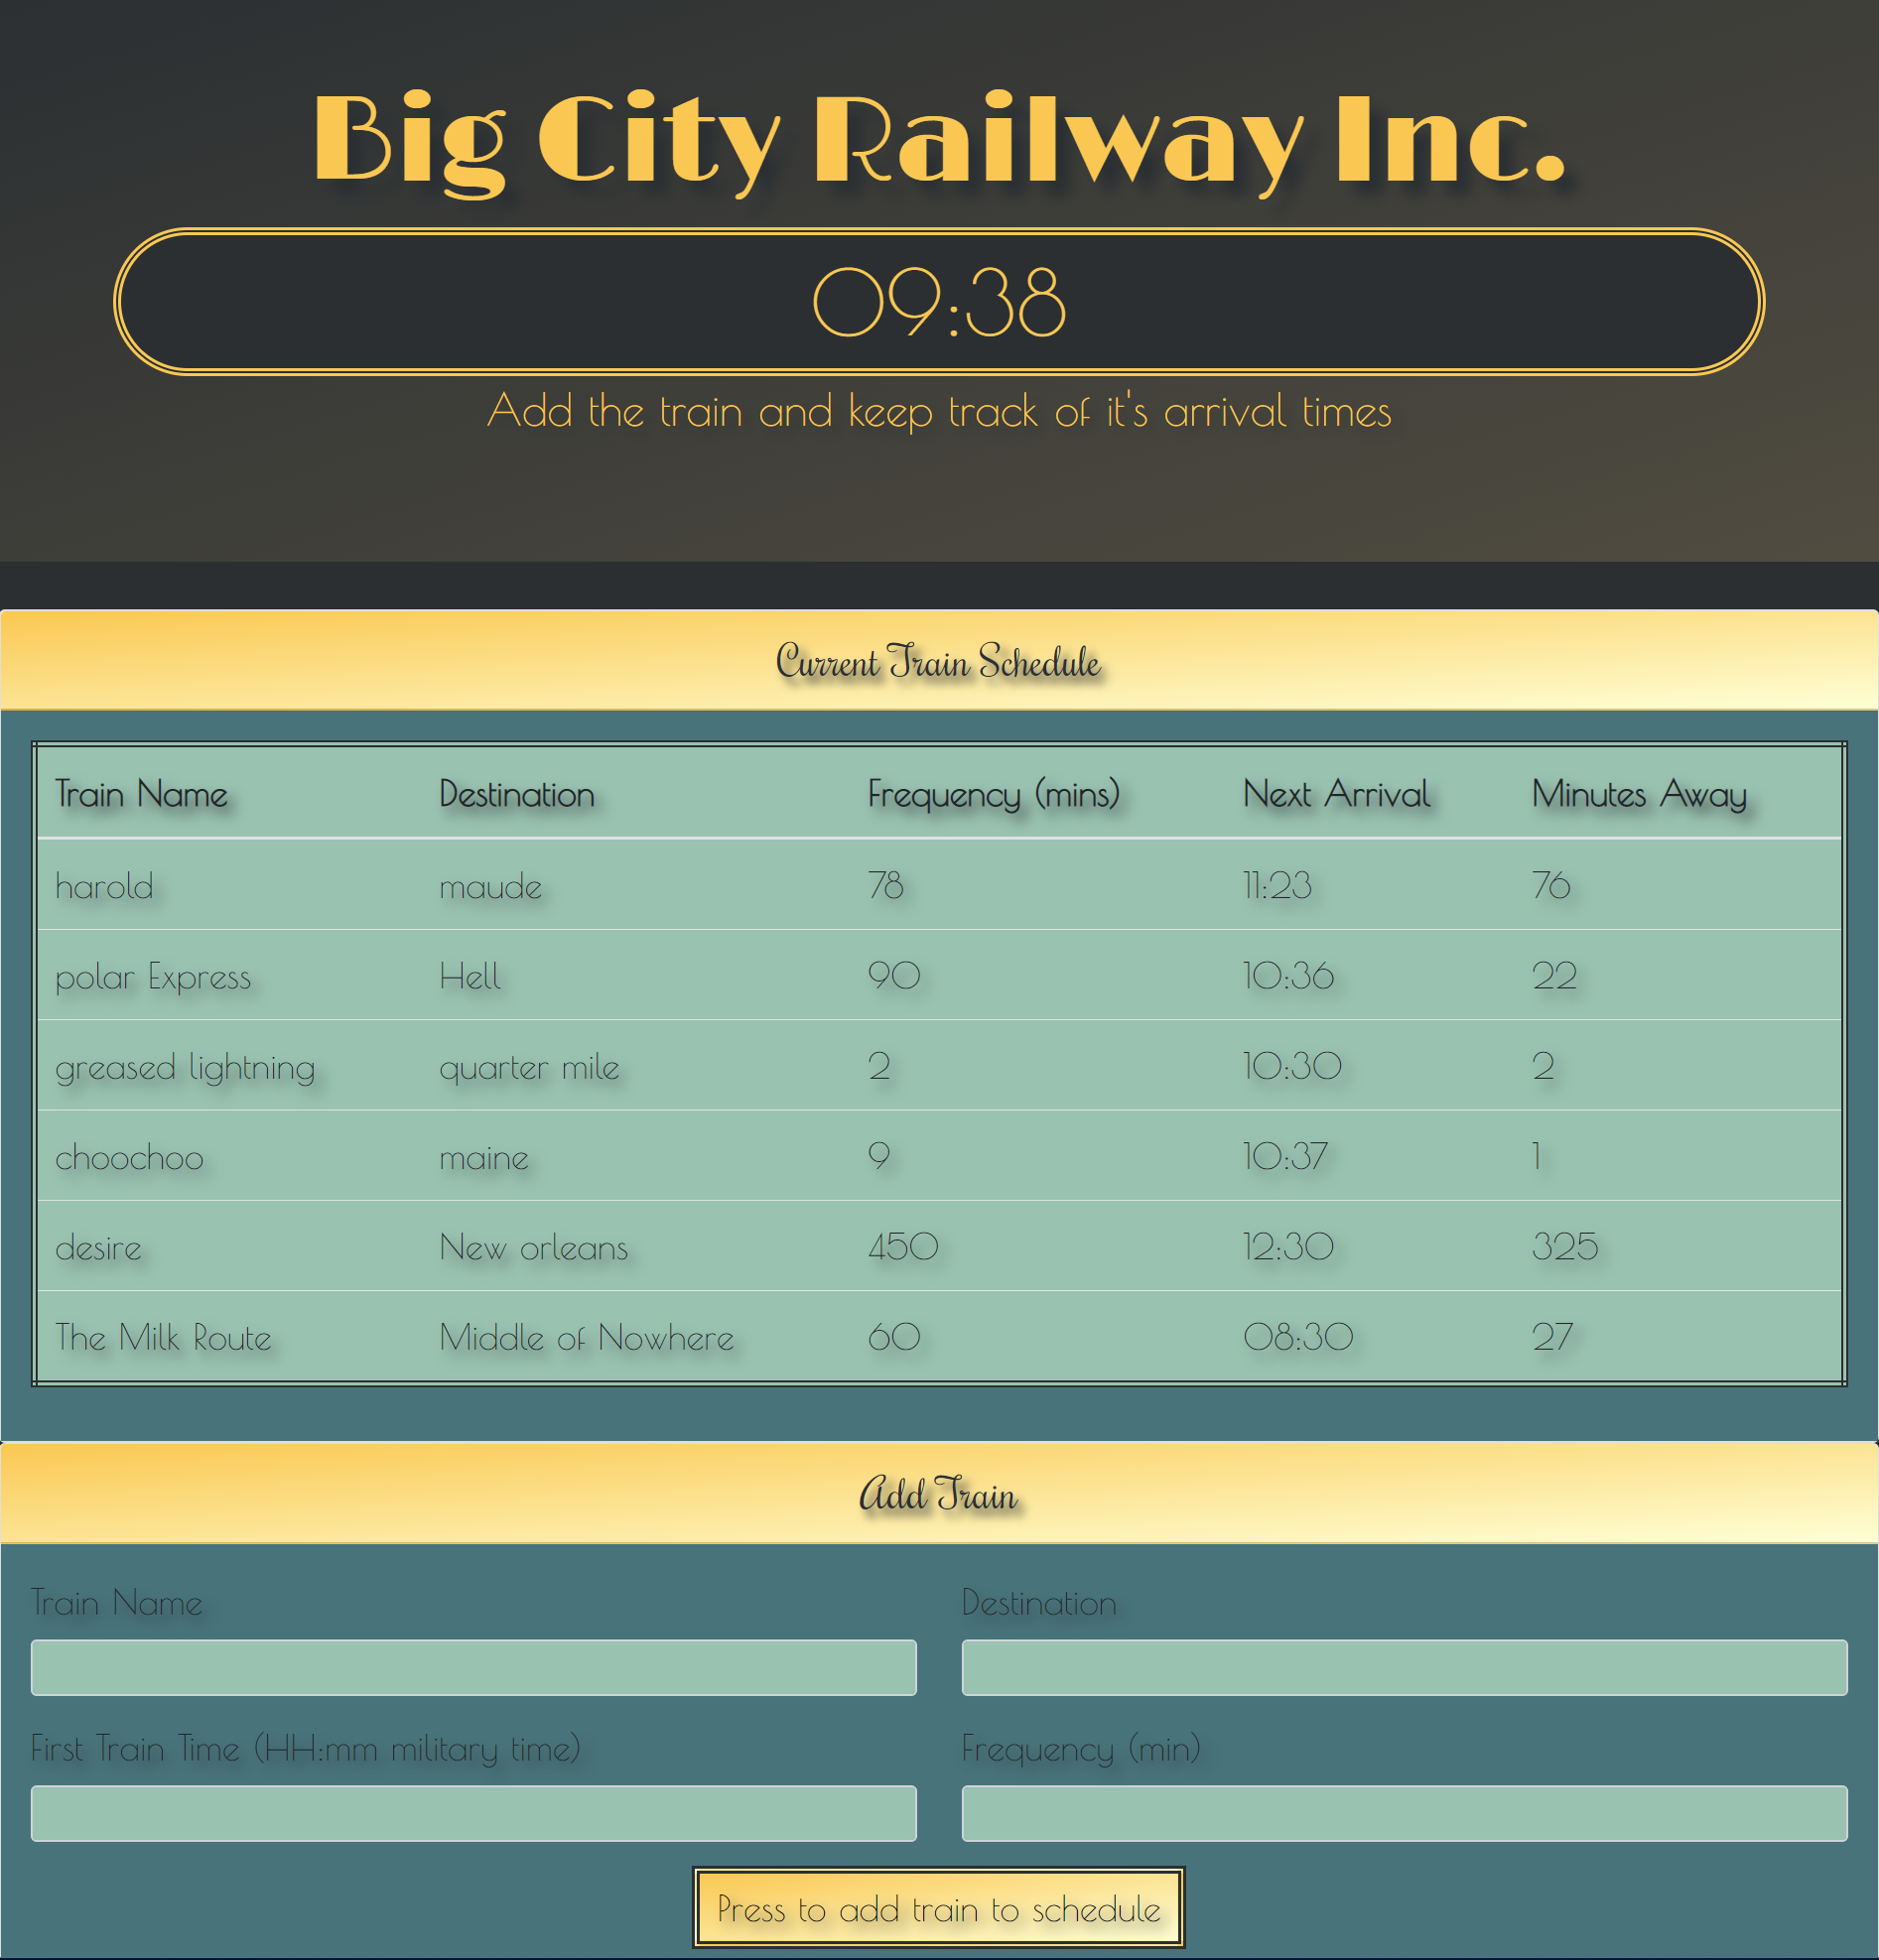 Big City Railway Inc.
09:38
Add the train and keep track of it's arrival times
Current Train Schedule
Train Name Destination Frequency (mins) Next Arrival Minutes Away
harold maude 78 11:23 76
polar Express Hell 90 10:36 22
greased lightning quarter mile 2 10:30 2
choochoo maine 9 10:37 1
desire New orleans 450 12:30 325
The Milk Route Middle of Nowhere 60 08:30 27
Add Train
Train Name Destination
First Train Time (HH:mm military time) Frequency (min)
Press to add train to schedule